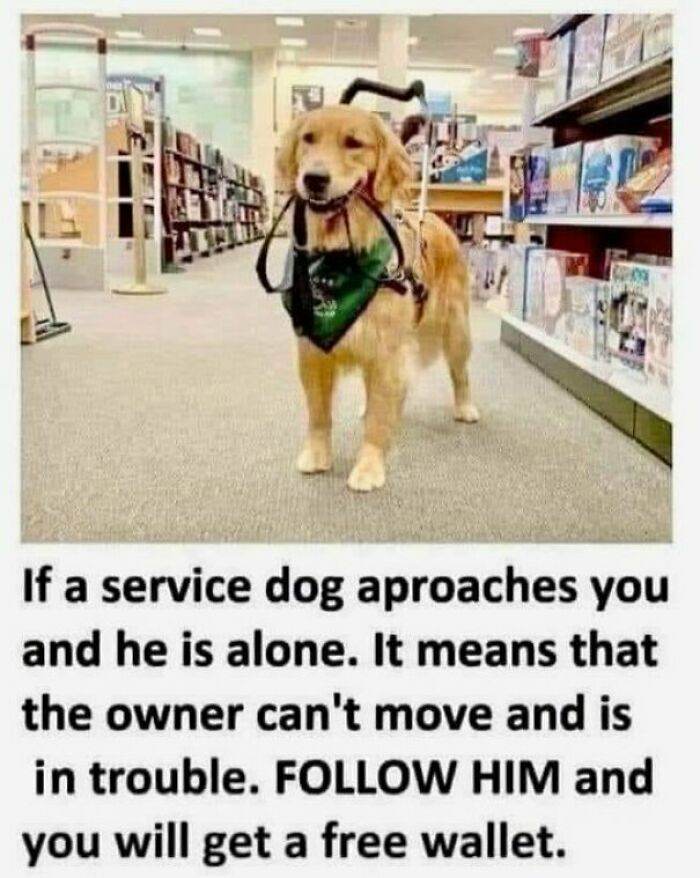 If a service dog aproaches you
and he is alone. It means that
the owner can't move and is
in trouble. FOLLOW HIM and
you will get a free wallet.